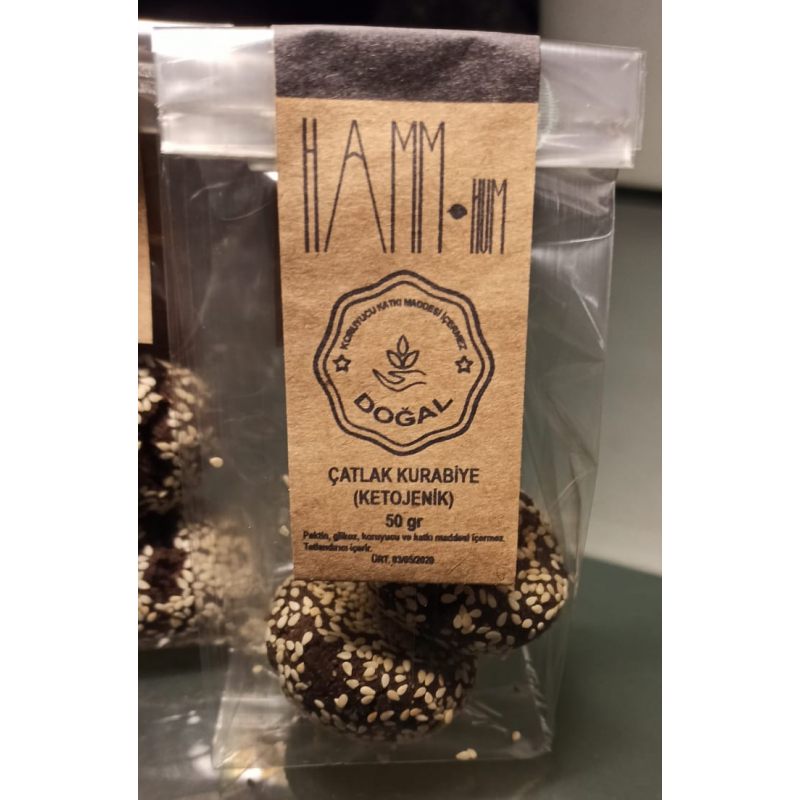 HAMM.HUM
KORUYUCU KATKI MADDESİ İÇERMEZ
DOĞAL
ÇATLAK KURABİYE
(KETOJENİK)
50 gr
Pektin, glikoz, koruyucu ve katkı maddesi içermez.
Tatlandırıcı içerir.
ÜRT. 03/05/2020